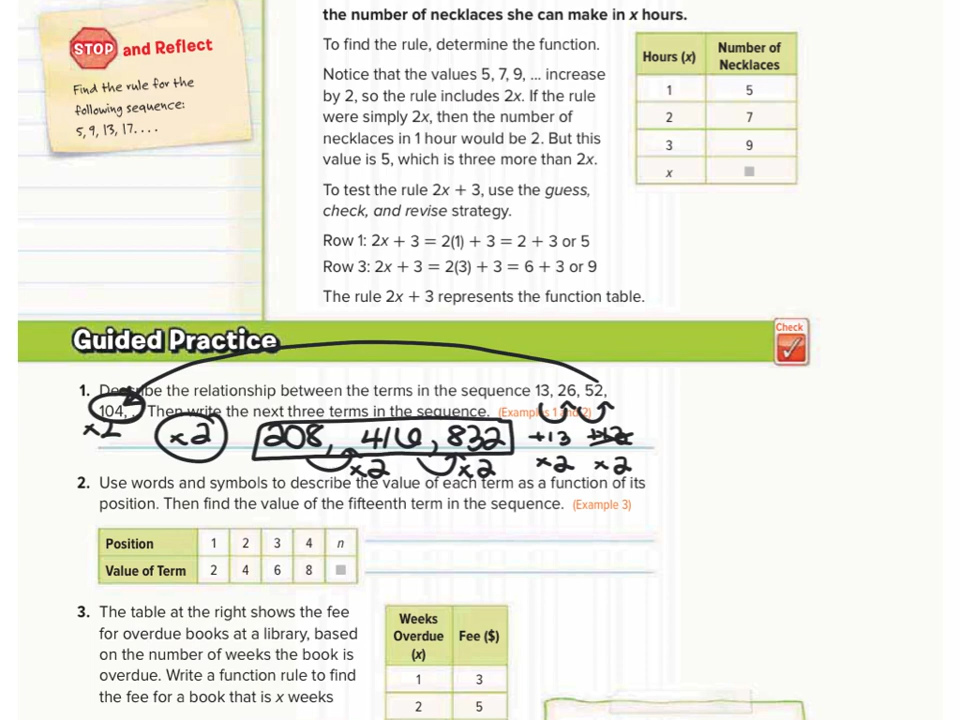 the number of necklaces she can make in x hours.
STOP and Reflect
Find the rule for the
following sequence:
5, 9, 13, 17. . . .
To find the rule, determine the function.
Notice that the values 5, 7, 9, ... increase
by 2, so the rule includes 2x. If the rule
were simply 2x, then the number of
necklaces in 1 hour would be 2. But this
value is 5, which is three more than 2x.
To test the rule 2x + 3, use the guess,
check, and revise strategy.
Row 1: 2x + 3 = 2(1) + 3 = 2 + 3 or 5
Row 3: 2x + 3 = 2(3) + 3 = 6 + 3 or 9
The rule 2x + 3 represents the function table.
Hours (x) Number of Necklaces
1 5
2 7
3 9
x
Guided Practice
Check
1. Describe the relationship between the terms in the sequence 13, 26, 52,
104, ... Then write the next three terms in the sequence. (Examples 1 and 2)
x2 x2 208, 416, 832 +13
x2 x2 x2 x2
2. Use words and symbols to describe the value of each term as a function of its
position. Then find the value of the fifteenth term in the sequence. (Example 3)
Position 1 2 3 4 n
Value of Term 2 4 6 8
3. The table at the right shows the fee
for overdue books at a library, based
on the number of weeks the book is
overdue. Write a function rule to find
the fee for a book that is x weeks
Weeks Overdue (x) Fee ($)
1 3
2 5